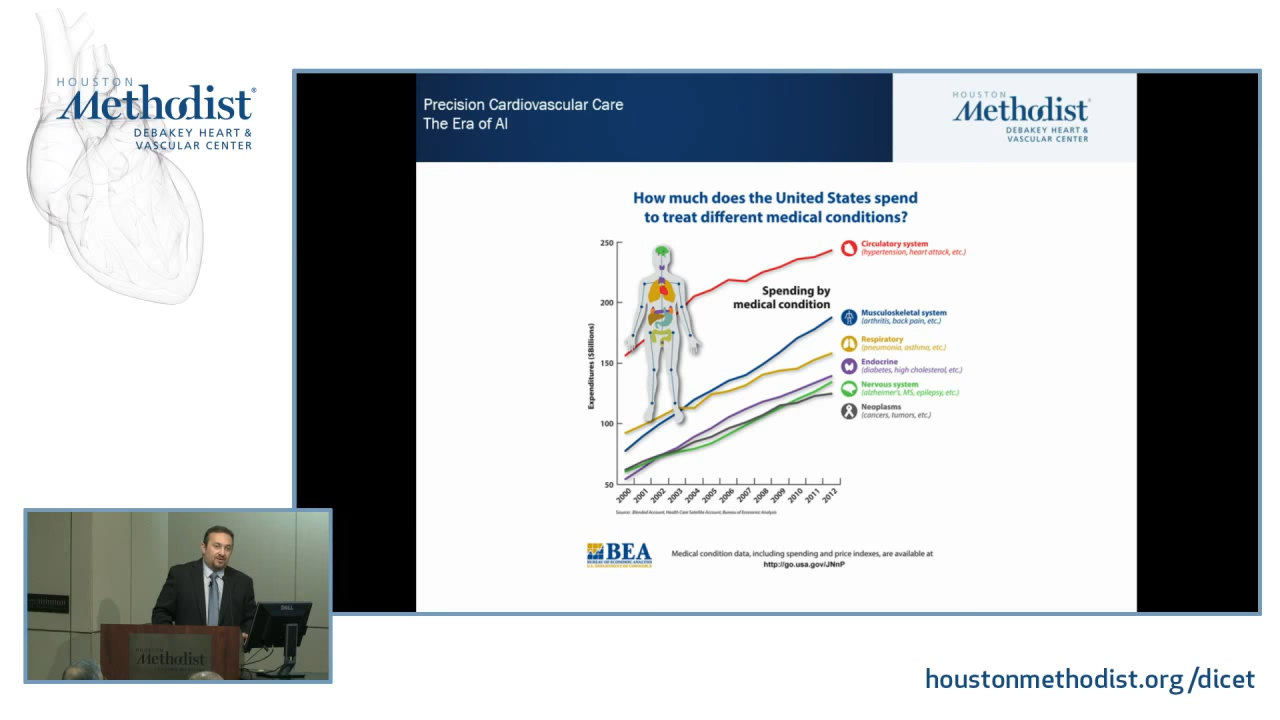 HOUSTON
Methodist®
DEBAKEY HEART &
VASCULAR CENTER
Precision Cardiovascular Care
The Era of AI
HOUSTON
Methodist®
DEBAKEY HEART &
VASCULAR CENTER
How much does the United States spend
to treat different medical conditions?
250
200
150
100
50
Expenditures ($Billions)
Spending by
medical condition
Circulatory system
(hypertension, heart attack, etc.)
Musculoskeletal system
(arthritis, back pain, etc.)
Respiratory
(pneumonia, asthma, etc.)
Endocrine
(diabetes, high cholesterol, etc.)
Nervous system
(alzheimer's, MS, epilepsy, etc.)
Neoplasms
(cancers, tumors, etc.)
2000 2001 2002 2003 2004 2005 2006 2007 2008 2009 2010 2011 2012
Source: Blended Account, Health Care Satellite Account, Bureau of Economic Analysis
BEA
BUREAU OF ECONOMIC ANALYSIS
U.S. DEPARTMENT OF COMMERCE
Medical condition data, including spending and price indexes, are available at
http://go.usa.gov/JNnP
DELL
HOUSTON
Methodist
houstonmethodist.org/dicet